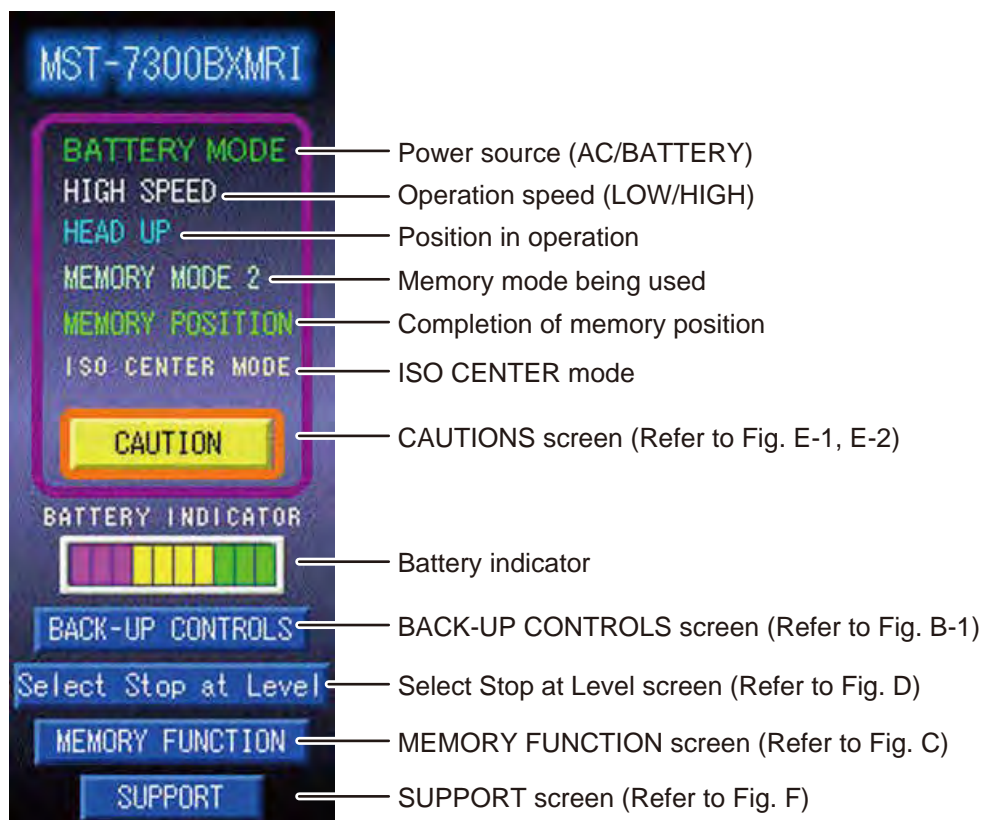 MST-7300BXMRI
BATTERY MODE Power source (AC/BATTERY)
HIGH SPEED Operation speed (LOW/HIGH)
HEAD UP Position in operation
MEMORY MODE 2 Memory mode being used
MEMORY POSITION Completion of memory position
ISO CENTER MODE ISO CENTER mode
CAUTION CAUTIONS screen (Refer to Fig. E-1, E-2)
BATTERY INDICATOR
Battery indicator
BACK-UP CONTROLS BACK-UP CONTROLS screen (Refer to Fig. B-1)
Select Stop at Level Select Stop at Level screen (Refer to Fig. D)
MEMORY FUNCTION MEMORY FUNCTION screen (Refer to Fig. C)
SUPPORT SUPPORT screen (Refer to Fig. F)